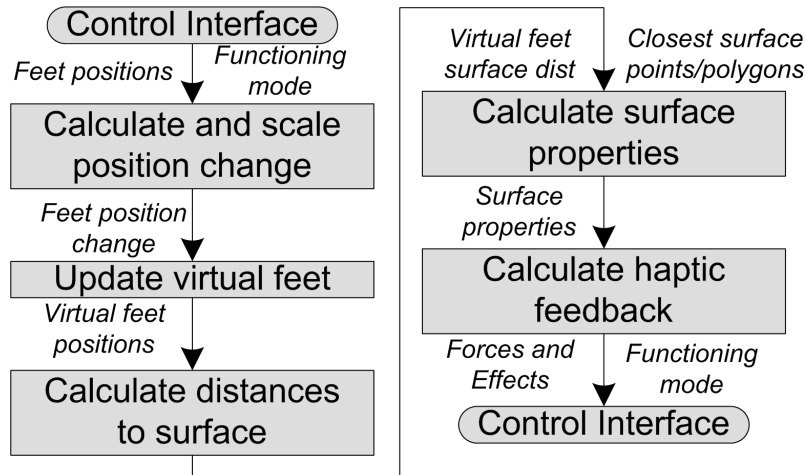 Control Interface
Feet positions
Functioning
mode
Calculate and scale
position change
Feet position
change
Update virtual feet
Virtual feet
positions
Calculate distances
to surface
Virtual feet
surface dist
Closest surface
points/polygons
Calculate surface
properties
Surface
properties
Calculate haptic
feedback
Forces and
Effects
Functioning
mode
Control Interface